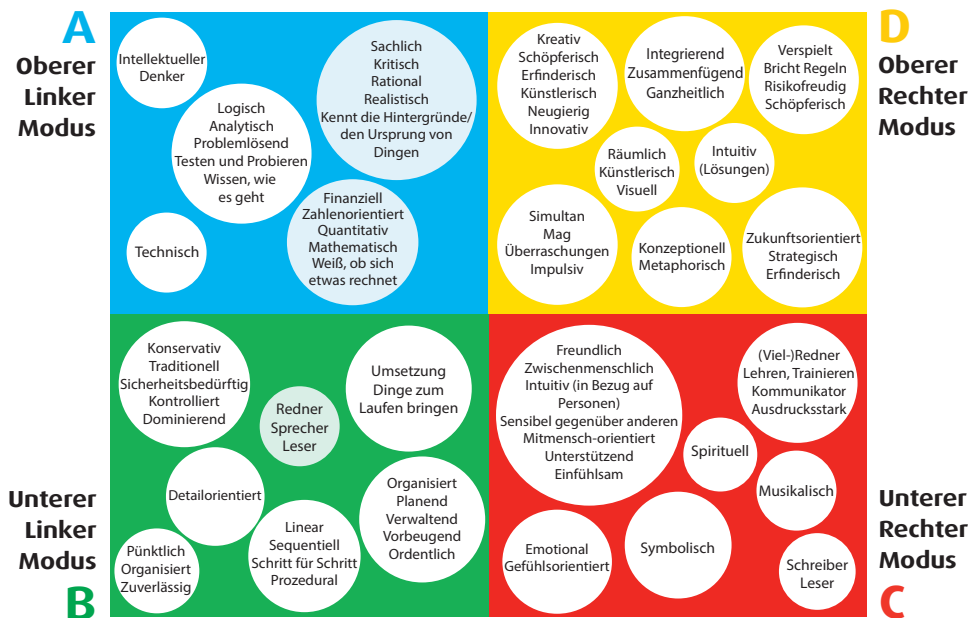 A
Oberer
Linker
Modus
Intellektueller
Denker
Logisch
Analytisch
Problemlösend
Testen und Probieren
Wissen, wie
es geht
Sachlich
Kritisch
Rational
Realistisch
Kennt die Hintergründe/
den Ursprung von
Dingen
Finanziell
Zahlenorientiert
Quantitativ
Mathematisch
Weiß, ob sich
etwas rechnet
Technisch
D
Oberer
Rechter
Modus
Kreativ
Schöpferisch
Erfinderisch
Künstlerisch
Neugierig
Innovativ
Integrierend
Zusammenfügend
Ganzheitlich
Verspielt
Bricht Regeln
Risikofreudig
Schöpferisch
Räumlich
Künstlerisch
Visuell
Intuitiv
(Lösungen)
Simultan
Mag
Überraschungen
Impulsiv
Konzeptionell
Metaphorisch
Zukunftsorientiert
Strategisch
Erfinderisch
Unterer
Linker
Modus
B
Konservativ
Traditionell
Sicherheitsbedürftig
Kontrolliert
Dominierend
Redner
Sprecher
Leser
Umsetzung
Dinge zum
Laufen bringen
Detailorientiert
Organisiert
Planend
Verwaltend
Vorbeugend
Ordentlich
Pünktlich
Organisiert
Zuverlässig
Linear
Sequentiell
Schritt für Schritt
Prozedural
Unterer
Rechter
Modus
C
Freundlich
Zwischenmenschlich
Intuitiv (in Bezug auf
Personen)
Sensibel gegenüber anderen
Mitmensch-orientiert
Unterstützend
Einfühlsam
(Viel-)Redner
Lehren, Trainieren
Kommunikator
Ausdrucksstark
Spirituell
Musikalisch
Emotional
Gefühlsorientiert
Symbolisch
Schreiber
Leser